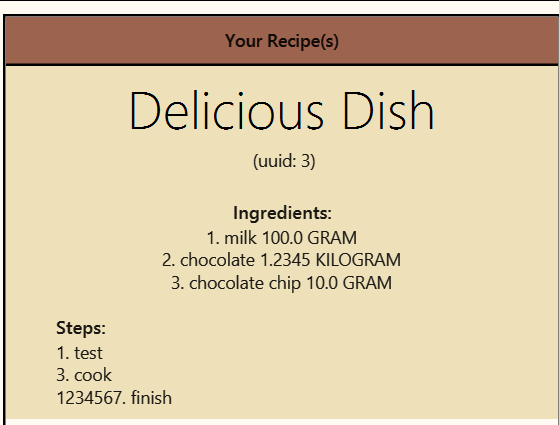 Your Recipe(s)
Delicious Dish
(uuid: 3)
Ingredients:
1. milk 100.0 GRAM
2. chocolate 1.2345 KILOGRAM
3. chocolate chip 10.0 GRAM
Steps:
1. test
3. cook
1234567. finish